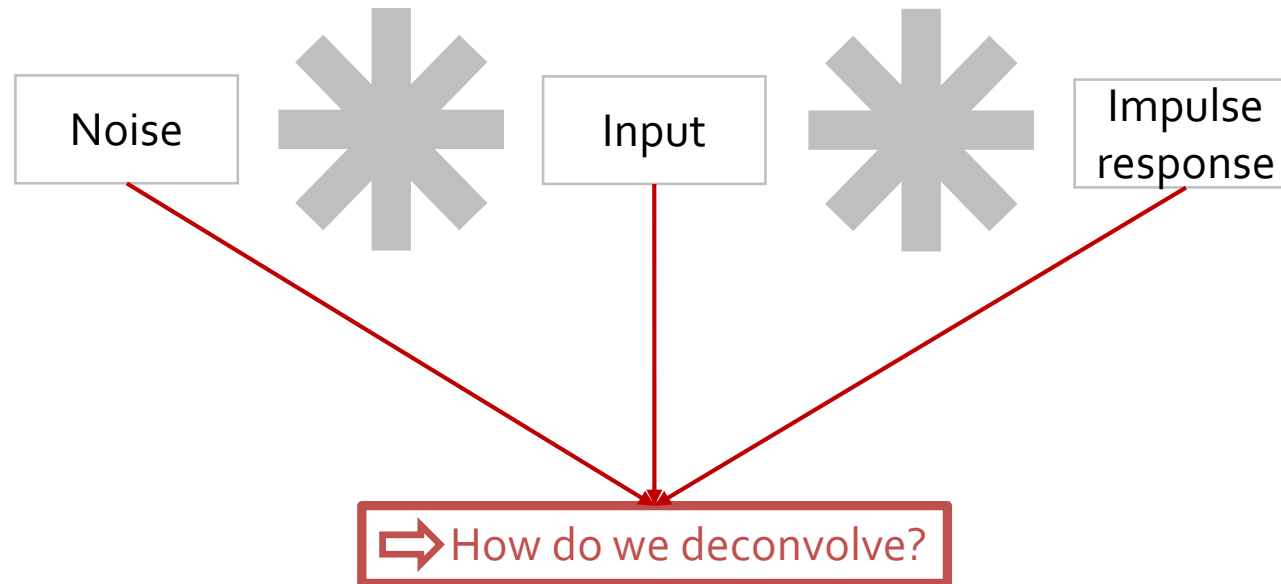 Noise
Input
Impulse
response
How do we deconvolve?